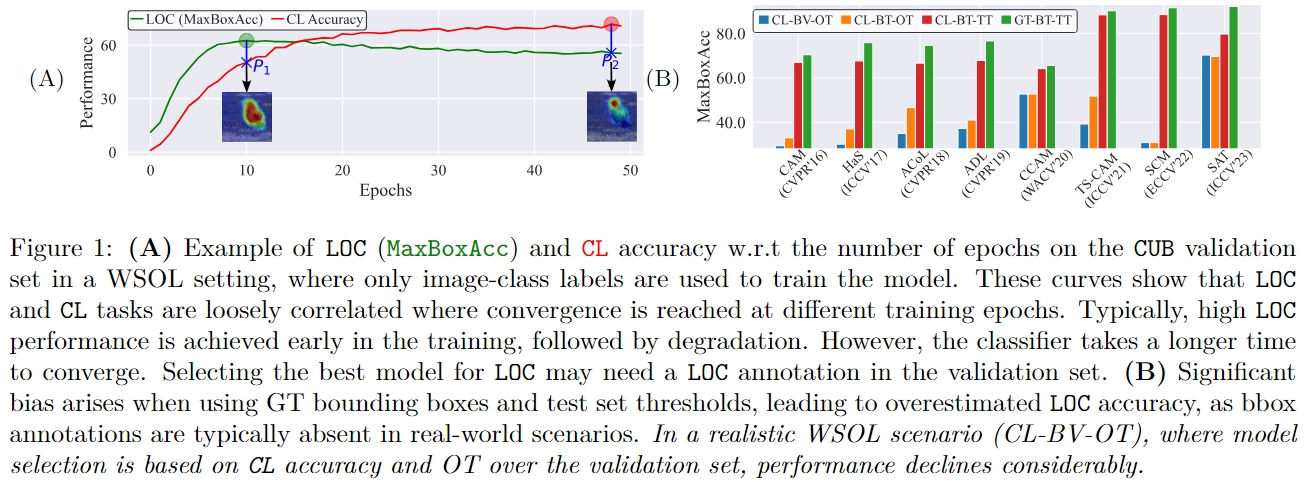 (A)
LOC (MaxBoxAcc) CL Accuracy
Performance
60
30
0
P1
P2
0 10 20 30 40 50
Epochs
(B)
CL-BV-OT CL-BT-OT CL-BT-TT GT-BT-TT
MaxBoxAcc
80.0
60.0
40.0
CAM
(CVPR'16)
HaS
(ICCV'17)
ACoL
(CVPR'18)
ADL
(CVPR'19)
CCAM
(WACV'20)
TS-CAM
(ICCV'21)
SCM
(ECCV'22)
SAT
(ICCV'23)
Figure 1: (A) Example of LOC (MaxBoxAcc) and CL accuracy w.r.t the number of epochs on the CUB validation
set in a WSOL setting, where only image-class labels are used to train the model. These curves show that LOC
and CL tasks are loosely correlated where convergence is reached at different training epochs. Typically, high LOC
performance is achieved early in the training, followed by degradation. However, the classifier takes a longer time
to converge. Selecting the best model for LOC may need a LOC annotation in the validation set. (B) Significant
bias arises when using GT bounding boxes and test set thresholds, leading to overestimated LOC accuracy, as bbox
annotations are typically absent in real-world scenarios. In a realistic WSOL scenario (CL-BV-OT), where model
selection is based on CL accuracy and OT over the validation set, performance declines considerably.